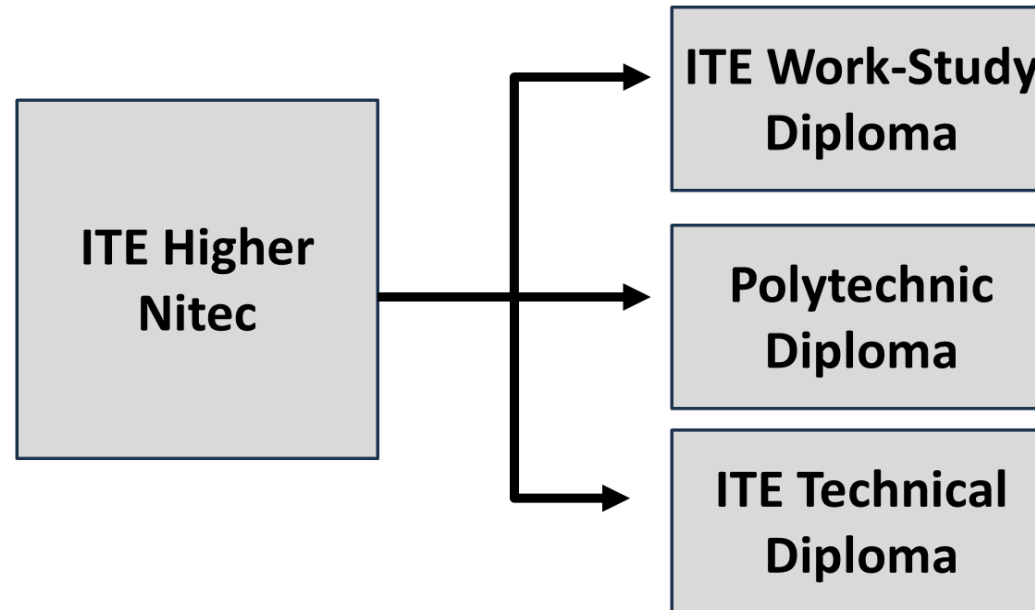 ITE Higher
Nitec
ITE Work-Study
Diploma
Polytechnic
Diploma
ITE Technical
Diploma